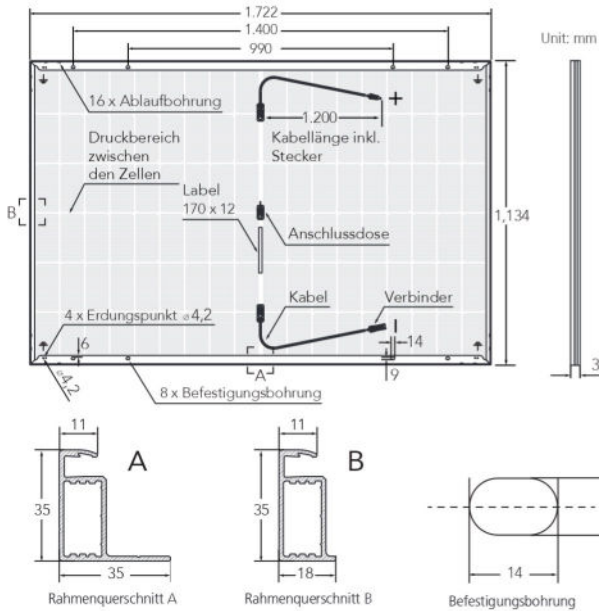 1.722
1.400
990
Unit: mm
16 x Ablaufbohrung
+
1.200
Druckbereich
zwischen
den Zellen
Kabellänge inkl.
Stecker
Label
170 x 12
B
1,134
Anschlussdose
4 x Erdungspunkt ⌀4,2
Kabel
Verbinder
6
14
⌀4,2
A
9
3
8 x Befestigungsbohrung
11
A
11
B
35
35
35
18
14
Rahmenquerschnitt A
Rahmenquerschnitt B
Befestigungsbohrung